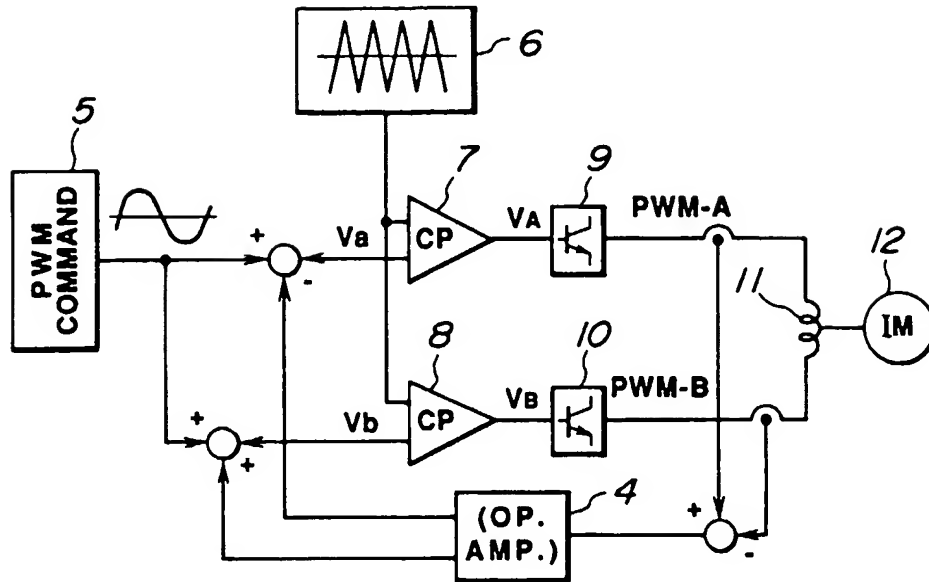 6
5
PWM
COMMAND
+
-
Va
7
CP
VA
9
PWM-A
11
12
IM
8
CP
VB
10
PWM-B
+
+
Vb
4
(OP.
AMP.)
+
-